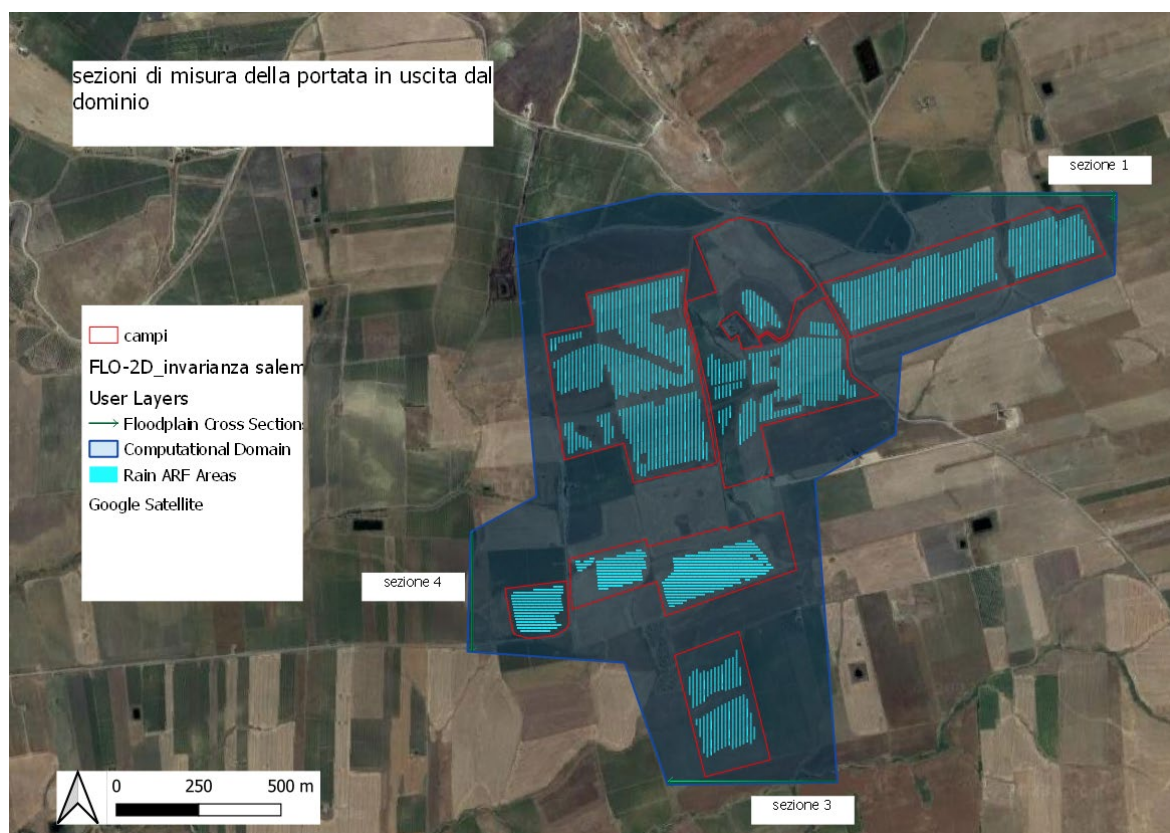 sezioni di misura della portata in uscita dal
dominio
sezione 1
campi
FLO-2D_invarianza salem
User Layers
Floodplain Cross Section
Computational Domain
Rain ARF Areas
Google Satellite
sezione 4
0 250 500 m
sezione 3